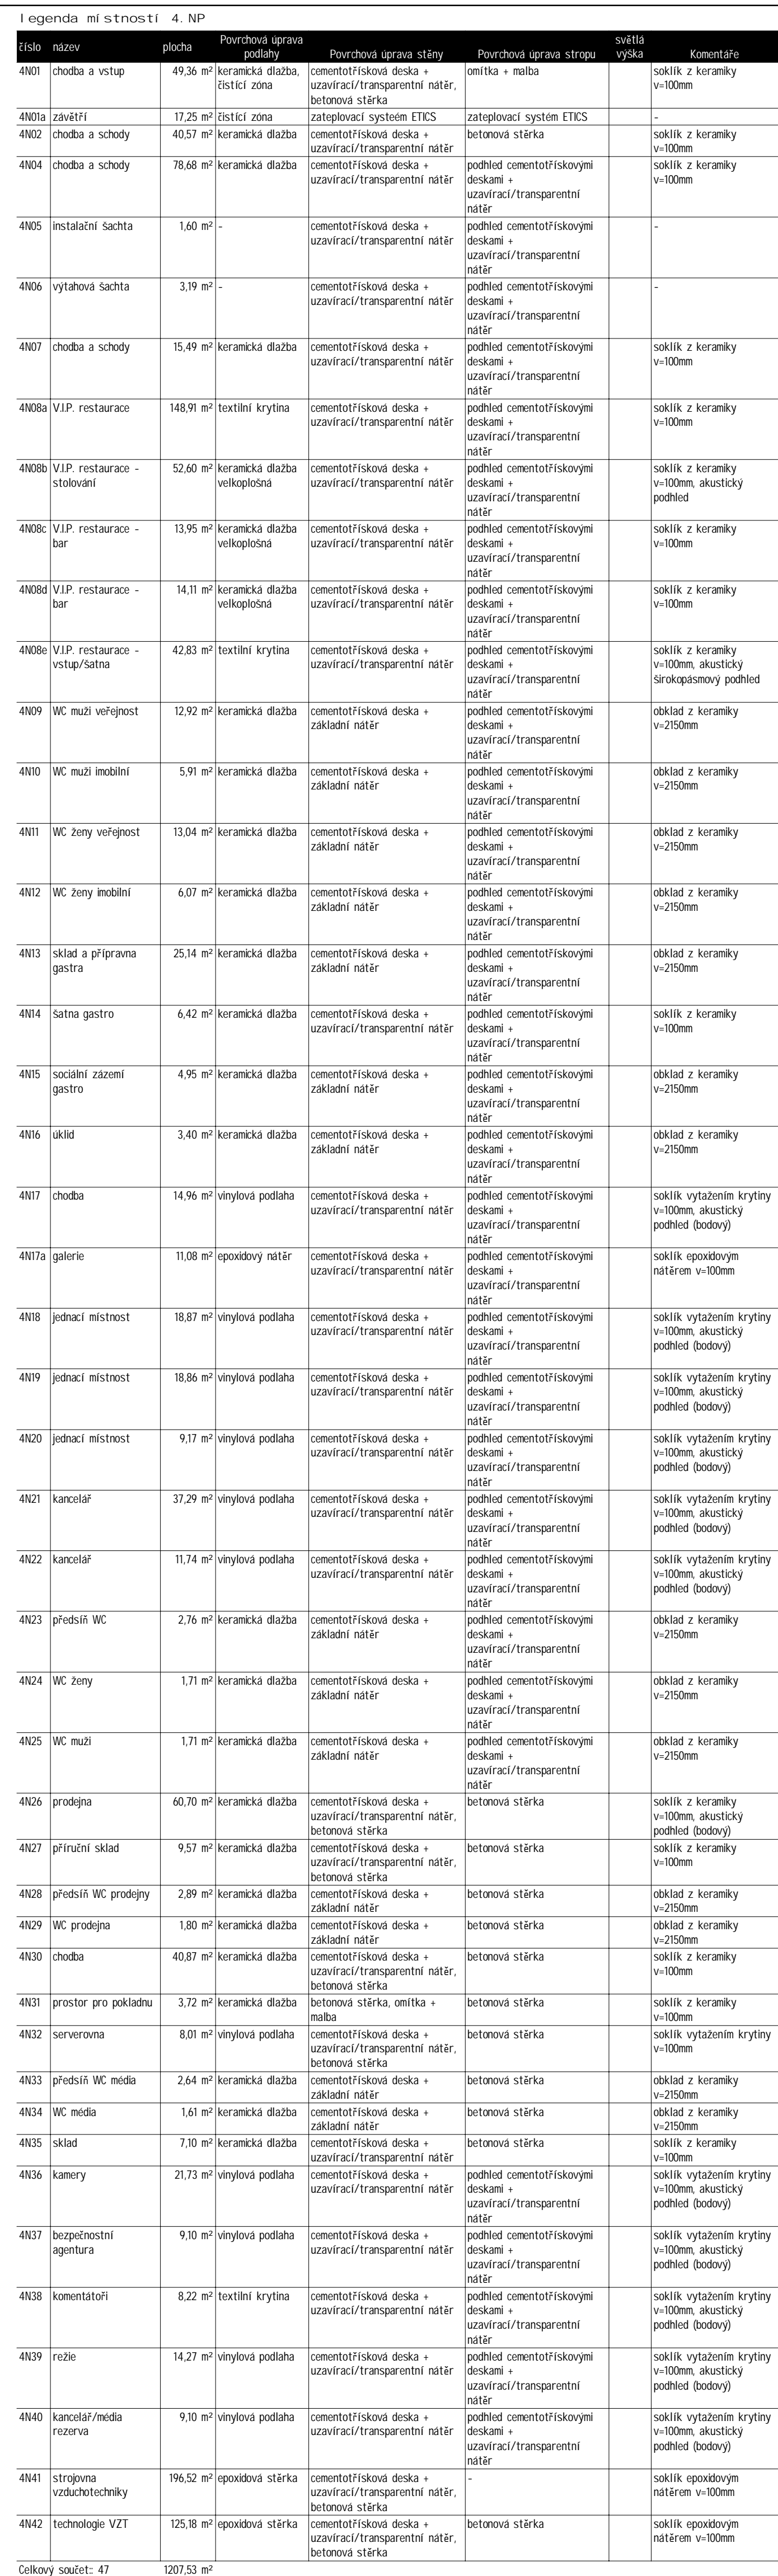 legenda místností 4.NP
číslo název plocha Povrchová úprava podlahy Povrchová úprava stěny Povrchová úprava stropu světlá výška Komentáře
4N01 chodba a vstup 49,36 m² keramická dlažba, cementotřísková deska + omítka + malba soklík z keramiky
čistící zóna uzavírací/transparentní nátěr, v=100mm
betonová stěrka
4N01a závětří 17,25 m² čistící zóna zateplovací systeém ETICS zateplovací systém ETICS -
4N02 chodba a schody 40,57 m² keramická dlažba cementotřísková deska + betonová stěrka soklík z keramiky
uzavírací/transparentní nátěr v=100mm
4N04 chodba a schody 78,68 m² keramická dlažba cementotřísková deska + podhled cementotřískovými soklík z keramiky
uzavírací/transparentní nátěr deskami + v=100mm
uzavírací/transparentní
nátěr
4N05 instalační šachta 1,60 m² - cementotřísková deska + podhled cementotřískovými -
uzavírací/transparentní nátěr deskami +
uzavírací/transparentní
nátěr
4N06 výtahová šachta 3,19 m² - cementotřísková deska + podhled cementotřískovými -
uzavírací/transparentní nátěr deskami +
uzavírací/transparentní
nátěr
4N07 chodba a schody 15,49 m² keramická dlažba cementotřísková deska + podhled cementotřískovými soklík z keramiky
uzavírací/transparentní nátěr deskami + v=100mm
uzavírací/transparentní
nátěr
4N08a V.I.P. restaurace 148,91 m² textilní krytina cementotřísková deska + podhled cementotřískovými soklík z keramiky
uzavírací/transparentní nátěr deskami + v=100mm
uzavírací/transparentní
nátěr
4N08b V.I.P. restaurace - 52,60 m² keramická dlažba cementotřísková deska + podhled cementotřískovými soklík z keramiky
stolování velkoplošná uzavírací/transparentní nátěr deskami + v=100mm, akustický
uzavírací/transparentní podhled
nátěr
4N08c V.I.P. restaurace - 13,95 m² keramická dlažba cementotřísková deska + podhled cementotřískovými soklík z keramiky
bar velkoplošná uzavírací/transparentní nátěr deskami + v=100mm
uzavírací/transparentní
nátěr
4N08d V.I.P. restaurace - 14,11 m² keramická dlažba cementotřísková deska + podhled cementotřískovými soklík z keramiky
bar velkoplošná uzavírací/transparentní nátěr deskami + v=100mm
uzavírací/transparentní
nátěr
4N08e V.I.P. restaurace - 42,83 m² textilní krytina cementotřísková deska + podhled cementotřískovými soklík z keramiky
vstup/šatna uzavírací/transparentní nátěr deskami + v=100mm, akustický
uzavírací/transparentní širokopásmový podhled
nátěr
4N09 WC muži veřejnost 12,92 m² keramická dlažba cementotřísková deska + podhled cementotřískovými obklad z keramiky
základní nátěr deskami + v=2150mm
uzavírací/transparentní
nátěr
4N10 WC muži imobilní 5,91 m² keramická dlažba cementotřísková deska + podhled cementotřískovými obklad z keramiky
základní nátěr deskami + v=2150mm
uzavírací/transparentní
nátěr
4N11 WC ženy veřejnost 13,04 m² keramická dlažba cementotřísková deska + podhled cementotřískovými obklad z keramiky
základní nátěr deskami + v=2150mm
uzavírací/transparentní
nátěr
4N12 WC ženy imobilní 6,07 m² keramická dlažba cementotřísková deska + podhled cementotřískovými obklad z keramiky
základní nátěr deskami + v=2150mm
uzavírací/transparentní
nátěr
4N13 sklad a přípravna 25,14 m² keramická dlažba cementotřísková deska + podhled cementotřískovými obklad z keramiky
gastra základní nátěr deskami + v=2150mm
uzavírací/transparentní
nátěr
4N14 šatna gastro 6,42 m² keramická dlažba cementotřísková deska + podhled cementotřískovými soklík z keramiky
uzavírací/transparentní nátěr deskami + v=100mm
uzavírací/transparentní
nátěr
4N15 sociální zázemí 4,95 m² keramická dlažba cementotřísková deska + podhled cementotřískovými obklad z keramiky
gastro základní nátěr deskami + v=2150mm
uzavírací/transparentní
nátěr
4N16 úklid 3,40 m² keramická dlažba cementotřísková deska + podhled cementotřískovými obklad z keramiky
základní nátěr deskami + v=2150mm
uzavírací/transparentní
nátěr
4N17 chodba 14,96 m² vinylová podlaha cementotřísková deska + podhled cementotřískovými soklík vytažením krytiny
uzavírací/transparentní nátěr deskami + v=100mm, akustický
uzavírací/transparentní podhled (bodový)
nátěr
4N17a galerie 11,08 m² epoxidový nátěr cementotřísková deska + podhled cementotřískovými soklík epoxidovým
uzavírací/transparentní nátěr deskami + nátěrem v=100mm
uzavírací/transparentní
nátěr
4N18 jednací místnost 18,87 m² vinylová podlaha cementotřísková deska + podhled cementotřískovými soklík vytažením krytiny
uzavírací/transparentní nátěr deskami + v=100mm, akustický
uzavírací/transparentní podhled (bodový)
nátěr
4N19 jednací místnost 18,86 m² vinylová podlaha cementotřísková deska + podhled cementotřískovými soklík vytažením krytiny
uzavírací/transparentní nátěr deskami + v=100mm, akustický
uzavírací/transparentní podhled (bodový)
nátěr
4N20 jednací místnost 9,17 m² vinylová podlaha cementotřísková deska + podhled cementotřískovými soklík vytažením krytiny
uzavírací/transparentní nátěr deskami + v=100mm, akustický
uzavírací/transparentní podhled (bodový)
nátěr
4N21 kancelář 37,29 m² vinylová podlaha cementotřísková deska + podhled cementotřískovými soklík vytažením krytiny
uzavírací/transparentní nátěr deskami + v=100mm, akustický
uzavírací/transparentní podhled (bodový)
nátěr
4N22 kancelář 11,74 m² vinylová podlaha cementotřísková deska + podhled cementotřískovými soklík vytažením krytiny
uzavírací/transparentní nátěr deskami + v=100mm, akustický
uzavírací/transparentní podhled (bodový)
nátěr
4N23 předsíň WC 2,76 m² keramická dlažba cementotřísková deska + podhled cementotřískovými obklad z keramiky
základní nátěr deskami + v=2150mm
uzavírací/transparentní
nátěr
4N24 WC ženy 1,71 m² keramická dlažba cementotřísková deska + podhled cementotřískovými obklad z keramiky
základní nátěr deskami + v=2150mm
uzavírací/transparentní
nátěr
4N25 WC muži 1,71 m² keramická dlažba cementotřísková deska + podhled cementotřískovými obklad z keramiky
základní nátěr deskami + v=2150mm
uzavírací/transparentní
nátěr
4N26 prodejna 60,70 m² keramická dlažba cementotřísková deska + betonová stěrka soklík z keramiky
uzavírací/transparentní nátěr, v=100mm, akustický
betonová stěrka podhled (bodový)
4N27 příruční sklad 9,57 m² keramická dlažba cementotřísková deska + betonová stěrka soklík z keramiky
uzavírací/transparentní nátěr, v=100mm
betonová stěrka
4N28 předsíň WC prodejny 2,89 m² keramická dlažba cementotřísková deska + betonová stěrka obklad z keramiky
základní nátěr v=2150mm
4N29 WC prodejna 1,80 m² keramická dlažba cementotřísková deska + betonová stěrka obklad z keramiky
základní nátěr v=2150mm
4N30 chodba 40,87 m² keramická dlažba cementotřísková deska + betonová stěrka soklík z keramiky
uzavírací/transparentní nátěr, v=100mm
betonová stěrka
4N31 prostor pro pokladnu 3,72 m² keramická dlažba betonová stěrka, omítka + betonová stěrka soklík z keramiky
malba v=100mm
4N32 serverovna 8,01 m² vinylová podlaha cementotřísková deska + betonová stěrka soklík vytažením krytiny
uzavírací/transparentní nátěr, v=100mm
betonová stěrka
4N33 předsíň WC média 2,64 m² keramická dlažba cementotřísková deska + betonová stěrka obklad z keramiky
základní nátěr v=2150mm
4N34 WC média 1,61 m² keramická dlažba cementotřísková deska + betonová stěrka obklad z keramiky
základní nátěr v=2150mm
4N35 sklad 7,10 m² keramická dlažba cementotřísková deska + betonová stěrka soklík z keramiky
uzavírací/transparentní nátěr v=100mm
4N36 kamery 21,73 m² vinylová podlaha cementotřísková deska + podhled cementotřískovými soklík vytažením krytiny
uzavírací/transparentní nátěr deskami + v=100mm, akustický
uzavírací/transparentní podhled (bodový)
nátěr
4N37 bezpečnostní 9,10 m² vinylová podlaha cementotřísková deska + podhled cementotřískovými soklík vytažením krytiny
agentura uzavírací/transparentní nátěr deskami + v=100mm, akustický
uzavírací/transparentní podhled (bodový)
nátěr
4N38 komentátoři 8,22 m² textilní krytina cementotřísková deska + podhled cementotřískovými soklík vytažením krytiny
uzavírací/transparentní nátěr deskami + v=100mm, akustický
uzavírací/transparentní podhled (bodový)
nátěr
4N39 režie 14,27 m² vinylová podlaha cementotřísková deska + podhled cementotřískovými soklík vytažením krytiny
uzavírací/transparentní nátěr deskami + v=100mm, akustický
uzavírací/transparentní podhled (bodový)
nátěr
4N40 kancelář/média 9,10 m² vinylová podlaha cementotřísková deska + podhled cementotřískovými soklík vytažením krytiny
rezerva uzavírací/transparentní nátěr deskami + v=100mm, akustický
uzavírací/transparentní podhled (bodový)
nátěr
4N41 strojovna 196,52 m² epoxidová stěrka cementotřísková deska + - soklík epoxidovým
vzduchotechniky uzavírací/transparentní nátěr, nátěrem v=100mm
betonová stěrka
4N42 technologie VZT 125,18 m² epoxidová stěrka cementotřísková deska + betonová stěrka soklík epoxidovým
uzavírací/transparentní nátěr, nátěrem v=100mm
betonová stěrka
Celkový součet:: 47 1207,53 m²